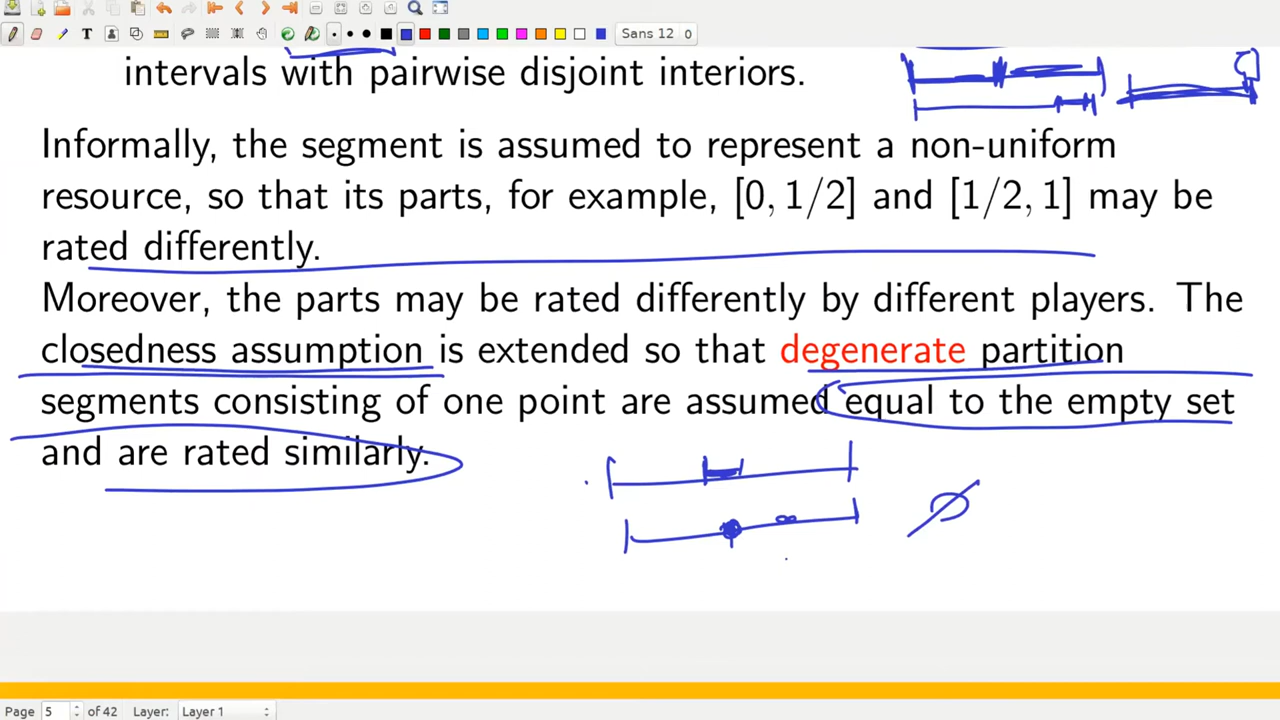 Sans 12 0
intervals with pairwise disjoint interiors.
Informally, the segment is assumed to represent a non-uniform
resource, so that its parts, for example, [0, 1/2] and [1/2, 1] may be
rated differently.
Moreover, the parts may be rated differently by different players. The
closedness assumption is extended so that degenerate partition
segments consisting of one point are assumed equal to the empty set
and are rated similarly.
∅
Page 5 of 42 Layer: Layer 1